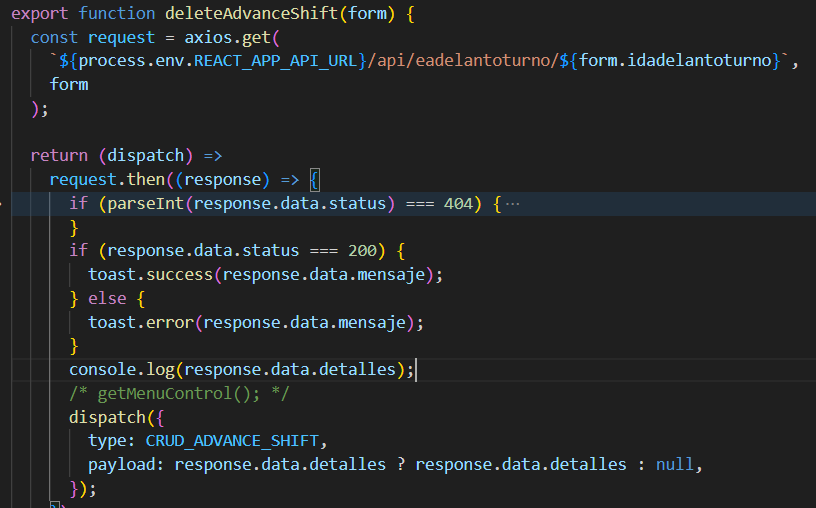 export function deleteAdvanceShift(form) {
  const request = axios.get(
    `${process.env.REACT_APP_API_URL}/api/eadelantoturno/${form.idadelantoturno}`,
    form
  );

  return (dispatch) =>
    request.then((response) => {
      if (parseInt(response.data.status) === 404) {···
      }
      if (response.data.status === 200) {
        toast.success(response.data.mensaje);
      } else {
        toast.error(response.data.mensaje);
      }
      console.log(response.data.detalles);
      /* getMenuControl(); */
      dispatch({
        type: CRUD_ADVANCE_SHIFT,
        payload: response.data.detalles ? response.data.detalles : null,
      });